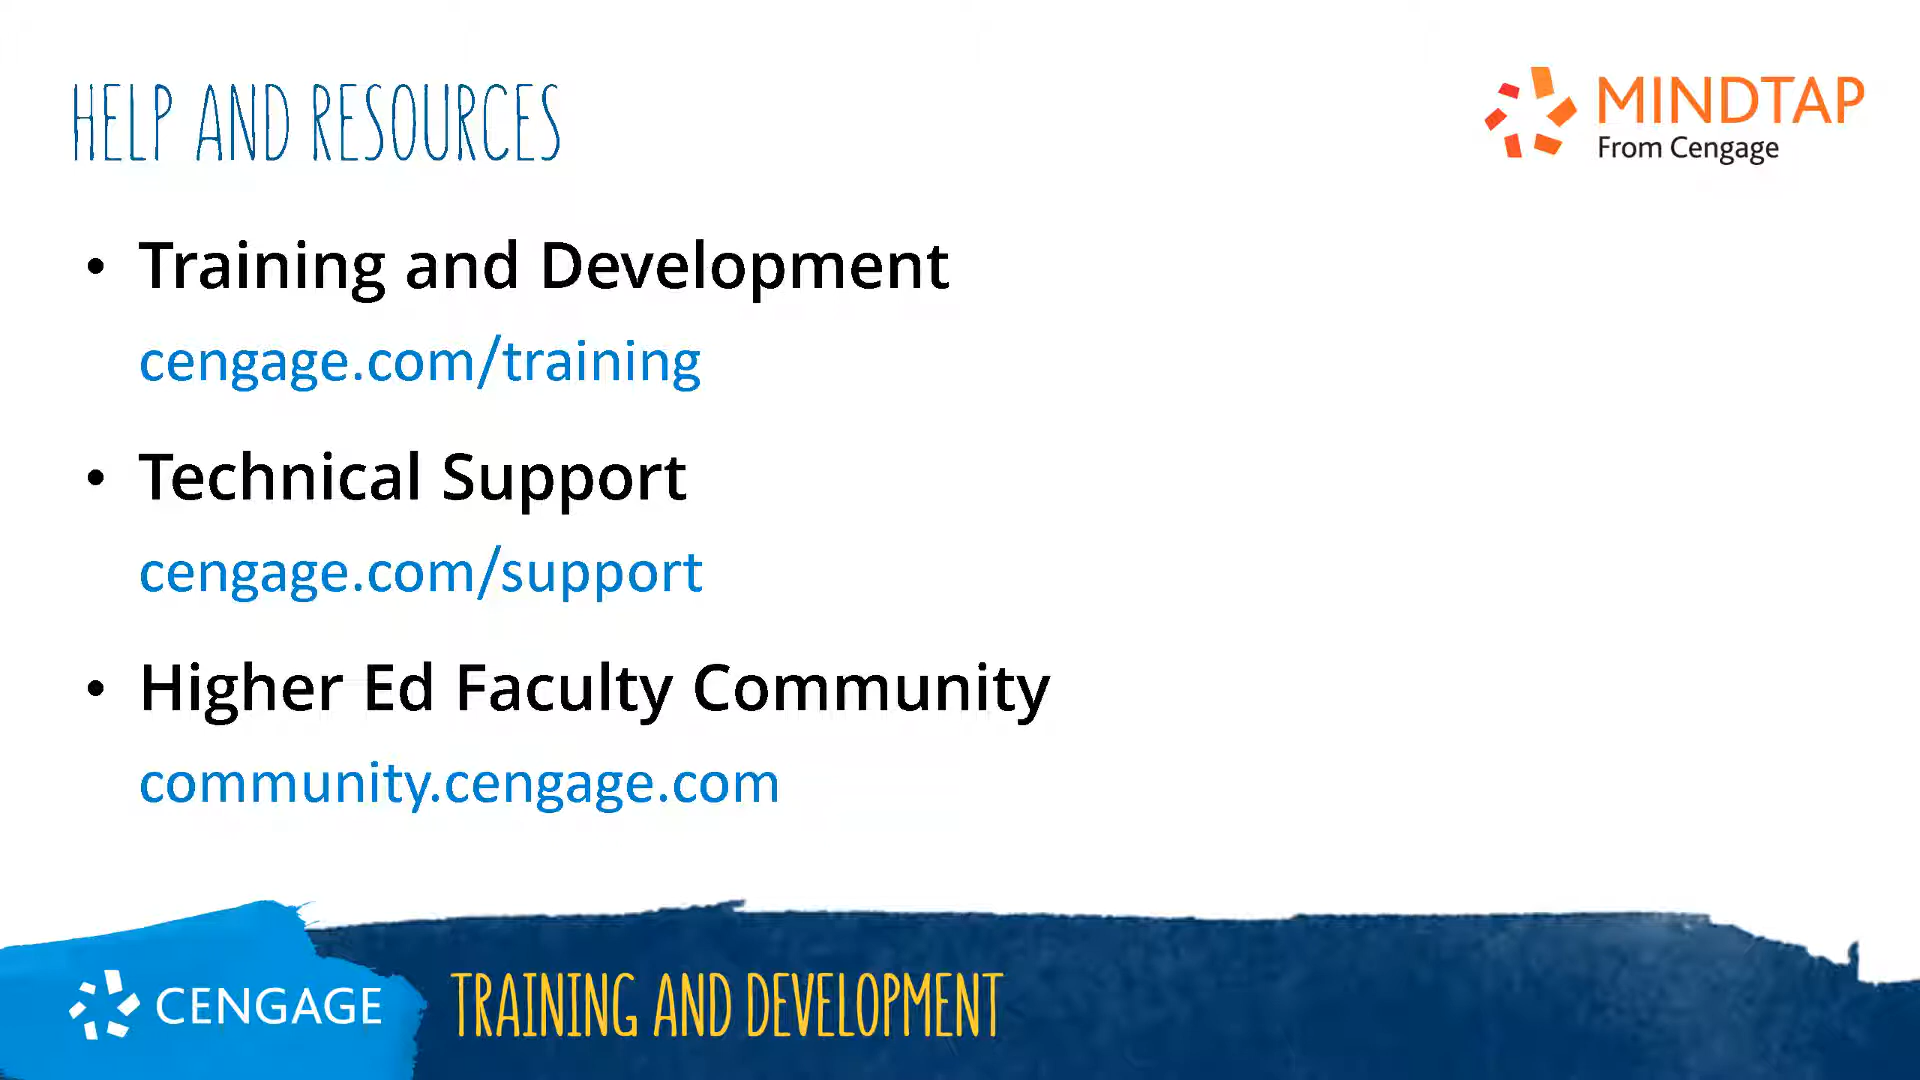 HELP AND RESOURCES
MINDTAP
From Cengage
• Training and Development
cengage.com/training
• Technical Support
cengage.com/support
• Higher Ed Faculty Community
community.cengage.com
CENGAGE
TRAINING AND DEVELOPMENT